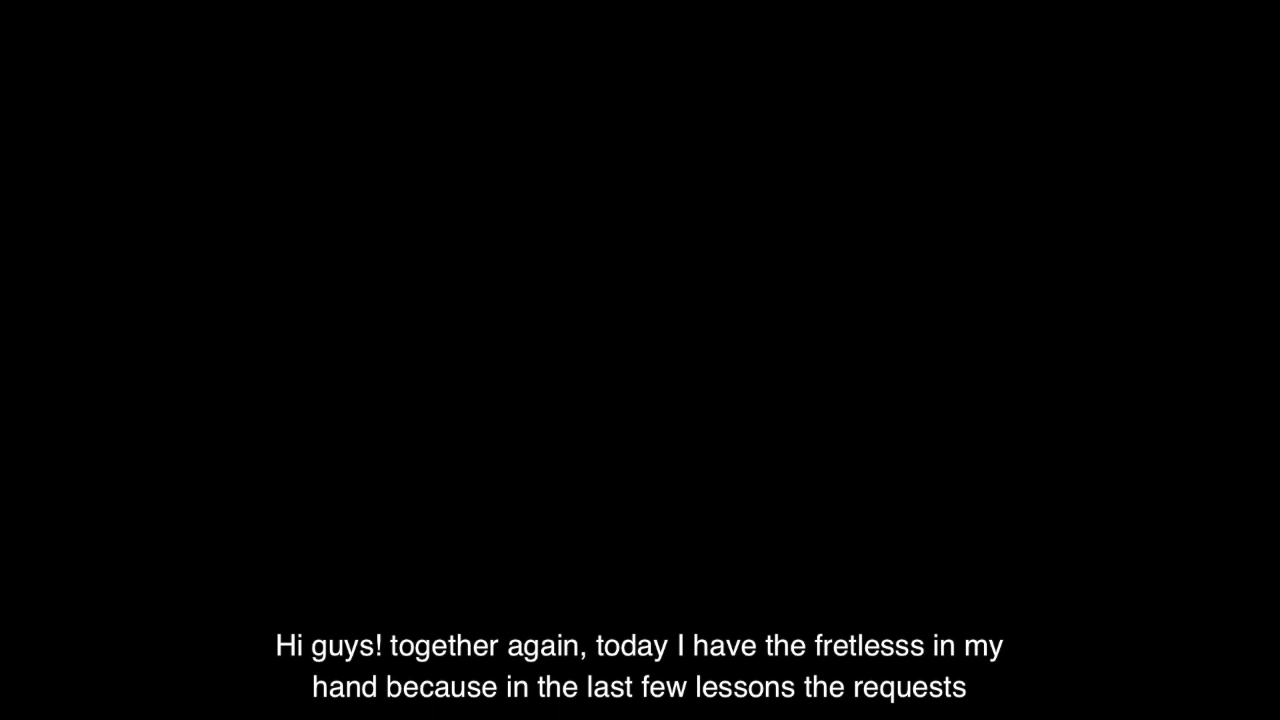 Hi guys! together again, today I have the fretlesss in my
hand because in the last few lessons the requests